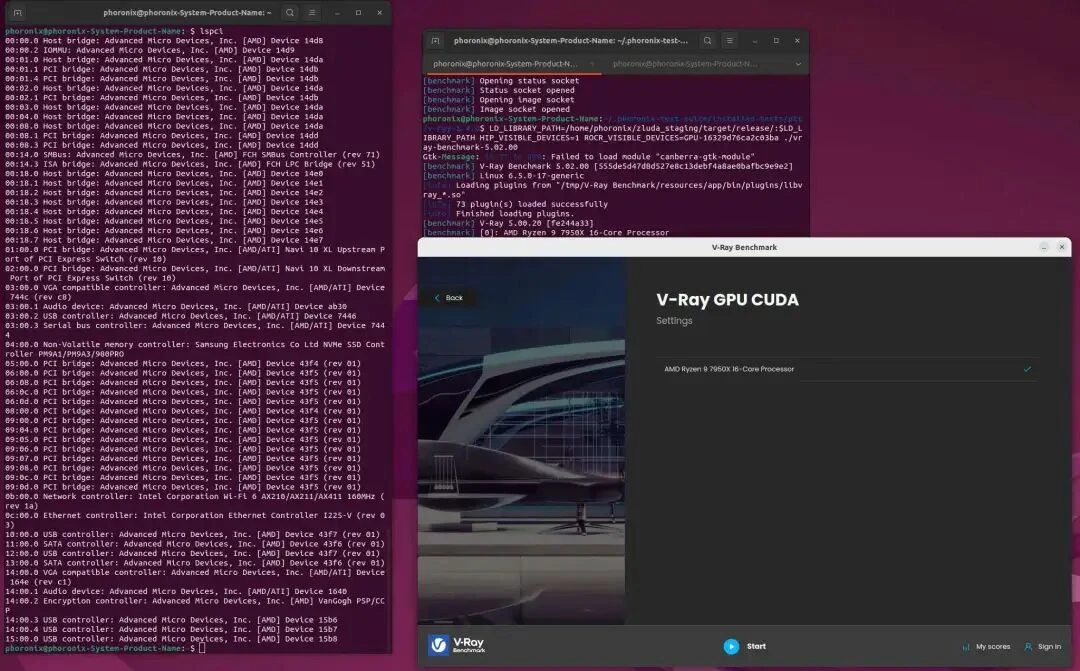 phoronix@phoronix-System-Product-Name: ~
phoronix@phoronix-System-Product-Name: $ lspci
00:00.0 Host bridge: Advanced Micro Devices, Inc. [AMD] Device 14d8
00:00.2 IOMMU: Advanced Micro Devices, Inc. [AMD] Device 14d9
00:01.0 Host bridge: Advanced Micro Devices, Inc. [AMD] Device 14da
00:01.1 PCI bridge: Advanced Micro Devices, Inc. [AMD] Device 14db
00:01.4 PCI bridge: Advanced Micro Devices, Inc. [AMD] Device 14db
00:02.0 Host bridge: Advanced Micro Devices, Inc. [AMD] Device 14da
00:02.1 PCI bridge: Advanced Micro Devices, Inc. [AMD] Device 14db
00:03.0 Host bridge: Advanced Micro Devices, Inc. [AMD] Device 14da
00:04.0 Host bridge: Advanced Micro Devices, Inc. [AMD] Device 14da
00:08.0 Host bridge: Advanced Micro Devices, Inc. [AMD] Device 14da
00:08.1 PCI bridge: Advanced Micro Devices, Inc. [AMD] Device 14dd
00:08.3 PCI bridge: Advanced Micro Devices, Inc. [AMD] Device 14dd
00:14.0 SMBus: Advanced Micro Devices, Inc. [AMD] FCH SMBus Controller (rev 71)
00:14.3 ISA bridge: Advanced Micro Devices, Inc. [AMD] FCH LPC Bridge (rev 51)
00:18.0 Host bridge: Advanced Micro Devices, Inc. [AMD] Device 14e0
00:18.1 Host bridge: Advanced Micro Devices, Inc. [AMD] Device 14e1
00:18.2 Host bridge: Advanced Micro Devices, Inc. [AMD] Device 14e2
00:18.3 Host bridge: Advanced Micro Devices, Inc. [AMD] Device 14e3
00:18.4 Host bridge: Advanced Micro Devices, Inc. [AMD] Device 14e4
00:18.5 Host bridge: Advanced Micro Devices, Inc. [AMD] Device 14e5
00:18.6 Host bridge: Advanced Micro Devices, Inc. [AMD] Device 14e6
00:18.7 Host bridge: Advanced Micro Devices, Inc. [AMD] Device 14e7
01:00.0 PCI bridge: Advanced Micro Devices, Inc. [AMD/ATI] Navi 10 XL Upstream P
ort of PCI Express Switch (rev 10)
02:00.0 PCI bridge: Advanced Micro Devices, Inc. [AMD/ATI] Navi 10 XL Downstream
Port of PCI Express Switch (rev 10)
03:00.0 VGA compatible controller: Advanced Micro Devices, Inc. [AMD/ATI] Device
744c (rev c8)
03:00.1 Audio device: Advanced Micro Devices, Inc. [AMD/ATI] Device ab30
03:00.2 USB controller: Advanced Micro Devices, Inc. [AMD/ATI] Device 7446
03:00.3 Serial bus controller: Advanced Micro Devices, Inc. [AMD/ATI] Device 744
4
04:00.0 Non-Volatile memory controller: Samsung Electronics Co Ltd NVMe SSD Cont
roller PM9A1/PM9A3/980PRO
05:00.0 PCI bridge: Advanced Micro Devices, Inc. [AMD] Device 43f4 (rev 01)
06:00.0 PCI bridge: Advanced Micro Devices, Inc. [AMD] Device 43f5 (rev 01)
06:08.0 PCI bridge: Advanced Micro Devices, Inc. [AMD] Device 43f5 (rev 01)
06:0c.0 PCI bridge: Advanced Micro Devices, Inc. [AMD] Device 43f5 (rev 01)
06:0d.0 PCI bridge: Advanced Micro Devices, Inc. [AMD] Device 43f5 (rev 01)
08:00.0 PCI bridge: Advanced Micro Devices, Inc. [AMD] Device 43f4 (rev 01)
09:00.0 PCI bridge: Advanced Micro Devices, Inc. [AMD] Device 43f5 (rev 01)
09:04.0 PCI bridge: Advanced Micro Devices, Inc. [AMD] Device 43f5 (rev 01)
09:05.0 PCI bridge: Advanced Micro Devices, Inc. [AMD] Device 43f5 (rev 01)
09:06.0 PCI bridge: Advanced Micro Devices, Inc. [AMD] Device 43f5 (rev 01)
09:07.0 PCI bridge: Advanced Micro Devices, Inc. [AMD] Device 43f5 (rev 01)
09:08.0 PCI bridge: Advanced Micro Devices, Inc. [AMD] Device 43f5 (rev 01)
09:0c.0 PCI bridge: Advanced Micro Devices, Inc. [AMD] Device 43f5 (rev 01)
09:0d.0 PCI bridge: Advanced Micro Devices, Inc. [AMD] Device 43f5 (rev 01)
0b:00.0 Network controller: Intel Corporation Wi-Fi 6 AX210/AX211/AX411 160MHz (
rev 1a)
0c:00.0 Ethernet controller: Intel Corporation Ethernet Controller I225-V (rev 0
3)
10:00.0 USB controller: Advanced Micro Devices, Inc. [AMD] Device 43f7 (rev 01)
11:00.0 SATA controller: Advanced Micro Devices, Inc. [AMD] Device 43f6 (rev 01)
12:00.0 USB controller: Advanced Micro Devices, Inc. [AMD] Device 43f7 (rev 01)
13:00.0 SATA controller: Advanced Micro Devices, Inc. [AMD] Device 43f6 (rev 01)
14:00.0 VGA compatible controller: Advanced Micro Devices, Inc. [AMD/ATI] Device
164e (rev c1)
14:00.1 Audio device: Advanced Micro Devices, Inc. [AMD/ATI] Device 1640
14:00.2 Encryption controller: Advanced Micro Devices, Inc. [AMD] VanGogh PSP/CC
P
14:00.3 USB controller: Advanced Micro Devices, Inc. [AMD] Device 15b6
14:00.4 USB controller: Advanced Micro Devices, Inc. [AMD] Device 15b7
15:00.0 USB controller: Advanced Micro Devices, Inc. [AMD] Device 15b8
phoronix@phoronix-System-Product-Name: $
phoronix@phoronix-System-Product-Name: ~/.phoronix-test-...
phoronix@phoronix-System-Product-N...
phoronix@phoronix-System-Product-N...
[benchmark] Opening status socket
[benchmark] Status socket opened
[benchmark] Opening image socket
[benchmark] Image socket opened
phoronix@phoronix-System-Product-Name:~/.phoronix-test-suite/installed-tests/pts
$ LD_LIBRARY_PATH=/home/phoronix/zluda_staging/target/release/:$LD_L
IBRARY_PATH HIP_VISIBLE_DEVICES=1 ROCR_VISIBLE_DEVICES=GPU-16329d76ca2c03ba ./vr
ay-benchmark-5.02.00
Gtk-Message: Failed to load module "canberra-gtk-module"
[benchmark] V-Ray Benchmark 5.02.00 [555de5d47d8d527e8c13debf4a8ae0bafbc9e9e2]
[benchmark] Linux 6.5.0-17-generic
Loading plugins from "/tmp/V-Ray Benchmark/resources/app/bin/plugins/libv
ray_*.so"
73 plugin(s) loaded successfully
Finished loading plugins.
[benchmark] V-Ray 5.00.20 [fe244a33]
[benchmark] [0]: AMD Ryzen 9 7950X 16-Core Processor
V-Ray Benchmark
Back
V-Ray GPU CUDA
Settings
AMD Ryzen 9 7950X 16-Core Processor
V-Ray
Benchmark
Start
My scores
Sign in